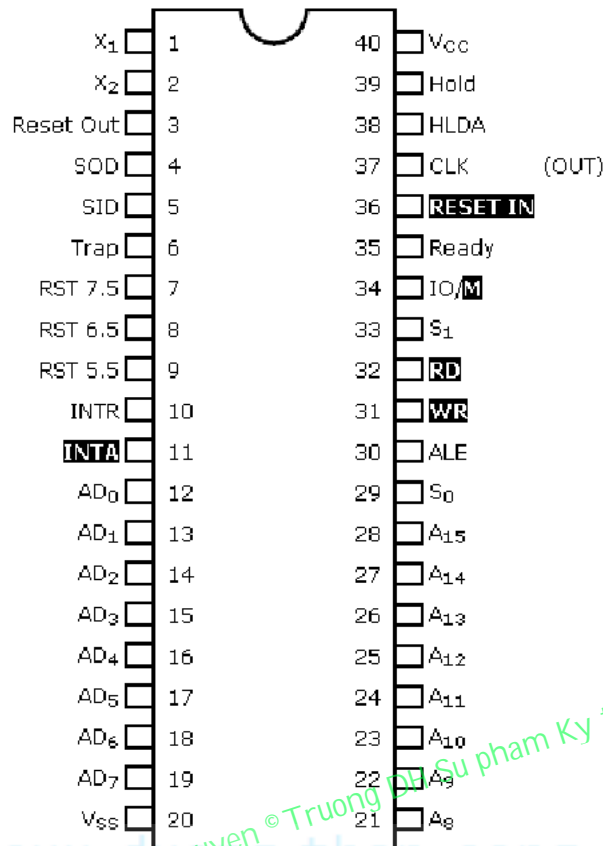 X₁ 1 40 VCC
X₂ 2 39 Hold
Reset Out 3 38 HLDA
SOD 4 37 CLK (OUT)
SID 5 36 RESET IN
Trap 6 35 Ready
RST 7.5 7 34 IO/M
RST 6.5 8 33 S₁
RST 5.5 9 32 RD
INTR 10 31 WR
INTA 11 30 ALE
AD₀ 12 29 S₀
AD₁ 13 28 A₁₅
AD₂ 14 27 A₁₄
AD₃ 15 26 A₁₃
AD₄ 16 25 A₁₂
AD₅ 17 24 A₁₁
AD₆ 18 23 A₁₀
AD₇ 19 22 A₉
VSS 20 21 A₈
© Truong DH Su pham Ky